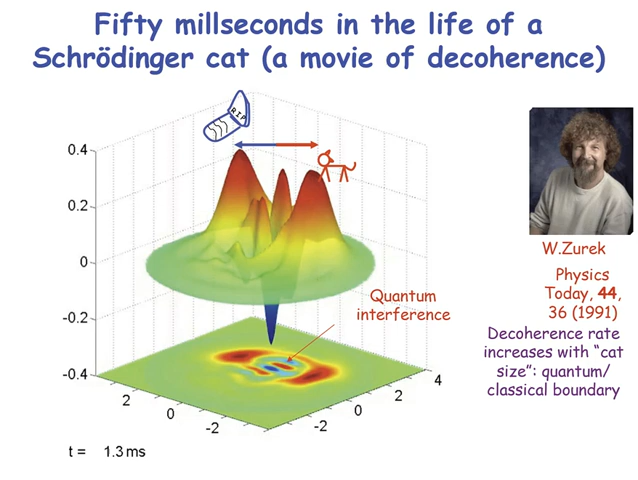 Fifty millseconds in the life of a
Schrödinger cat (a movie of decoherence)
R.I.P
0.4
0.2
0
-0.2
-0.4
2
0
-2
-2
0
2
4
Quantum
interference
t = 1.3 ms
W.Zurek
Physics
Today, 44,
36 (1991)
Decoherence rate
increases with “cat
size”: quantum/
classical boundary